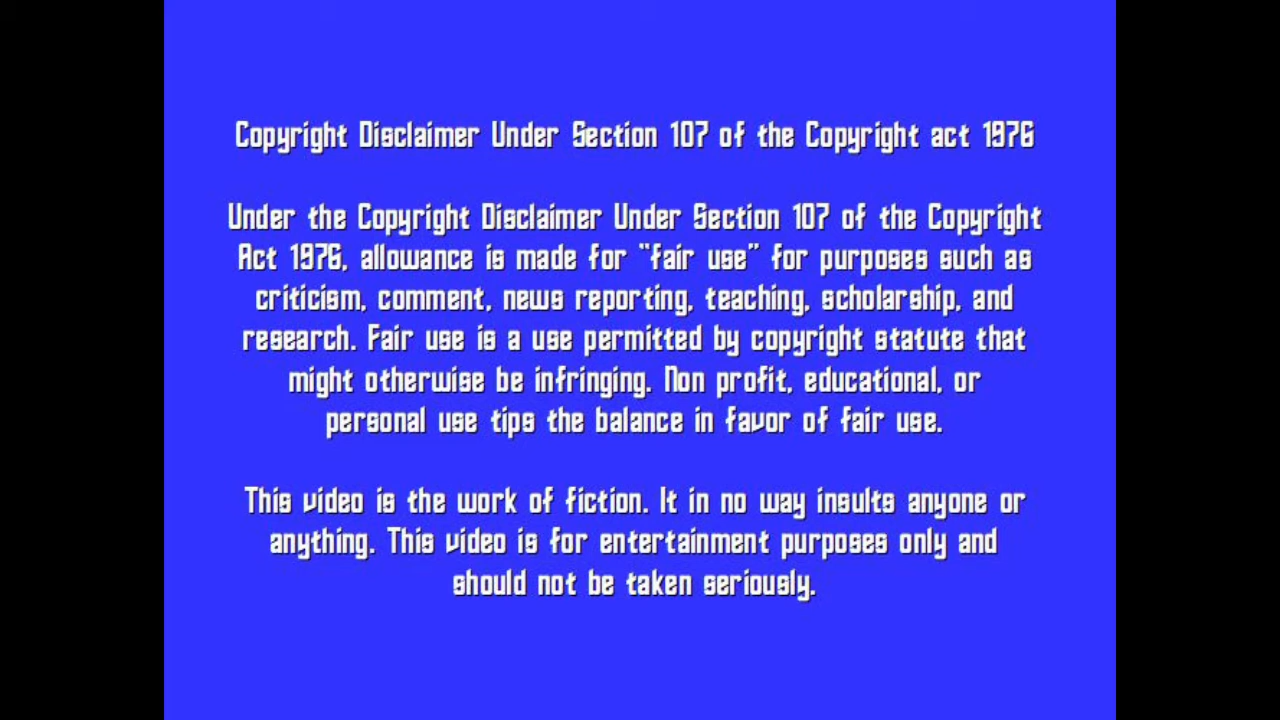 Copyright Disclaimer Under Section 107 of the Copyright act 1976
Under the Copyright Disclaimer Under Section 107 of the Copyright
Act 1976, allowance is made for "fair use" for purposes such as
criticism, comment, news reporting, teaching, scholarship, and
research. Fair use is a use permitted by copyright statute that
might otherwise be infringing. Non profit, educational, or
personal use tips the balance in favor of fair use.
This video is the work of fiction. It in no way insults anyone or
anything. This video is for entertainment purposes only and
should not be taken seriously.